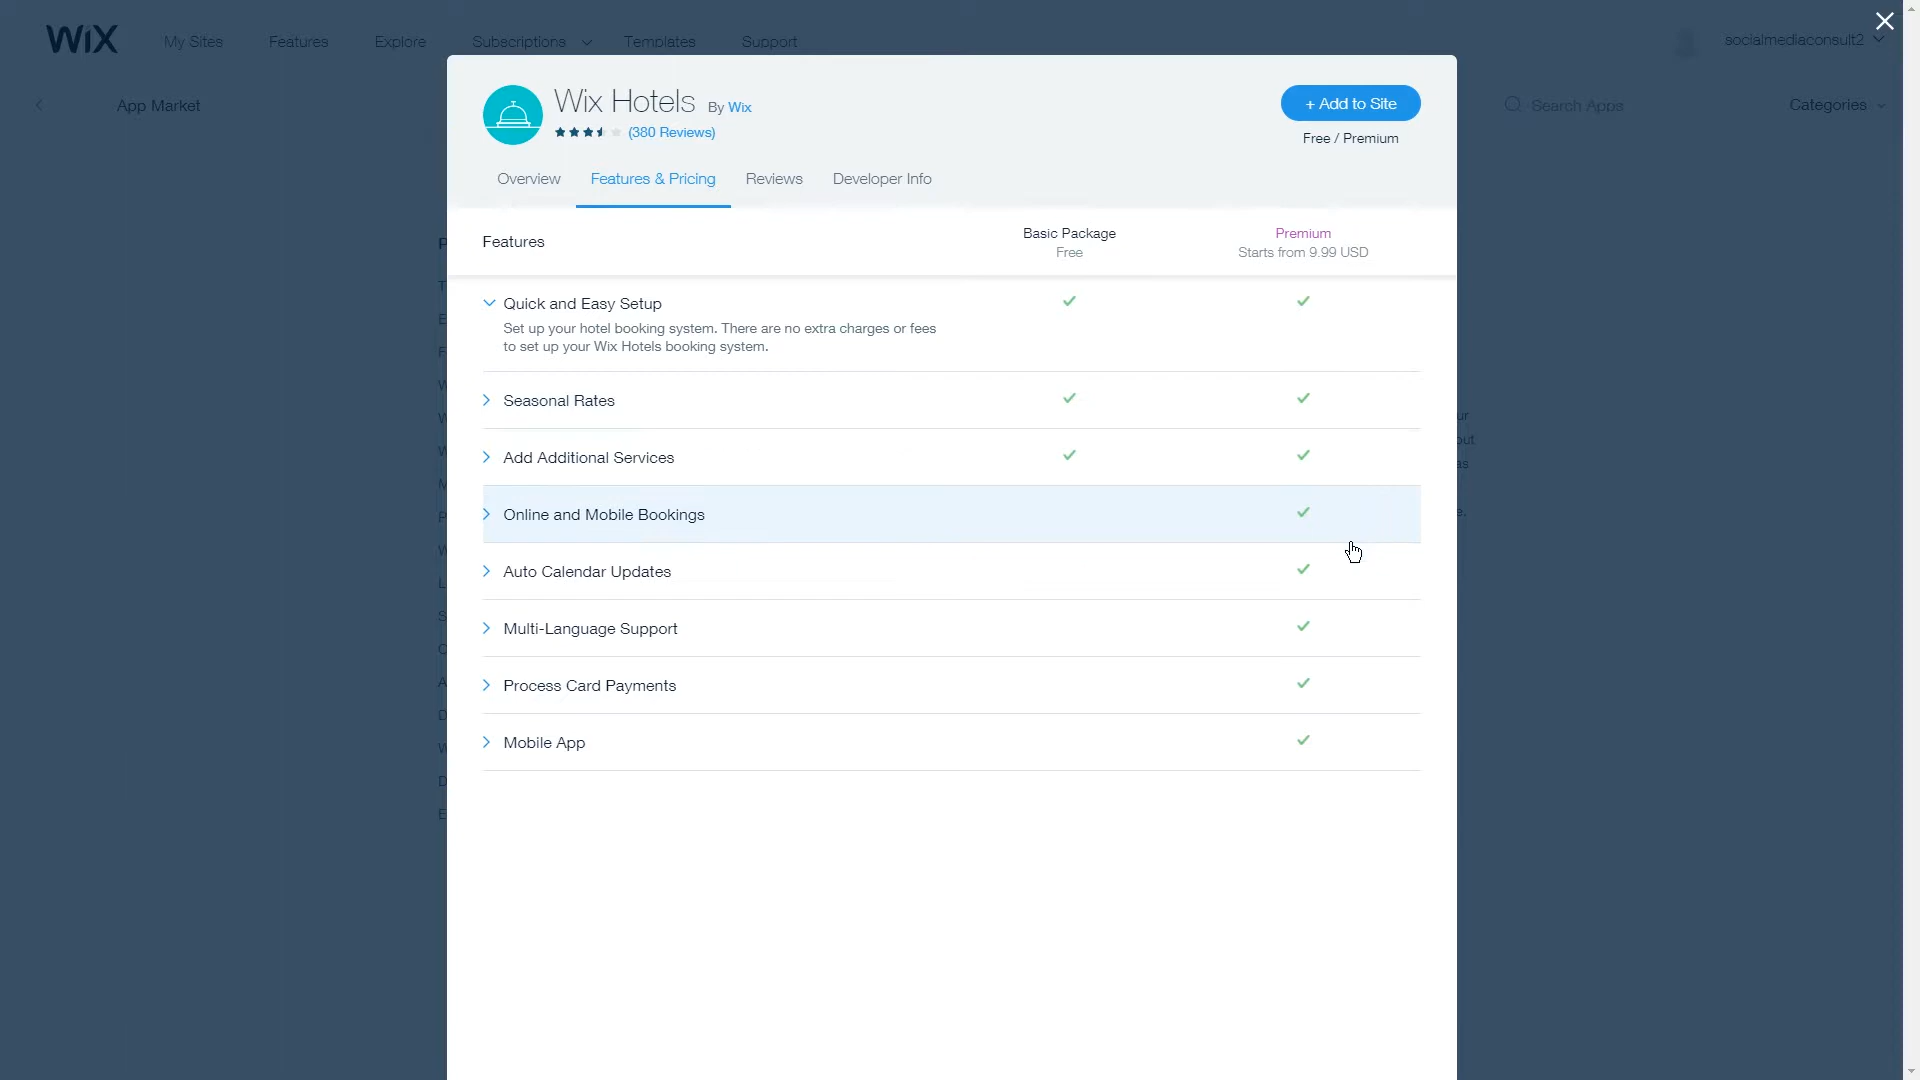 WiX
My Sites
Features
Explore
Subscriptions
Templates
Support
socialmediaconsult2
App Market
Search Apps
Categories
Wix Hotels By Wix
(380 Reviews)
+ Add to Site
Free / Premium
Overview
Features & Pricing
Reviews
Developer Info
Features
Basic Package
Free
Premium
Starts from 9.99 USD
Quick and Easy Setup
Set up your hotel booking system. There are no extra charges or fees
to set up your Wix Hotels booking system.
Seasonal Rates
Add Additional Services
Online and Mobile Bookings
Auto Calendar Updates
Multi-Language Support
Process Card Payments
Mobile App